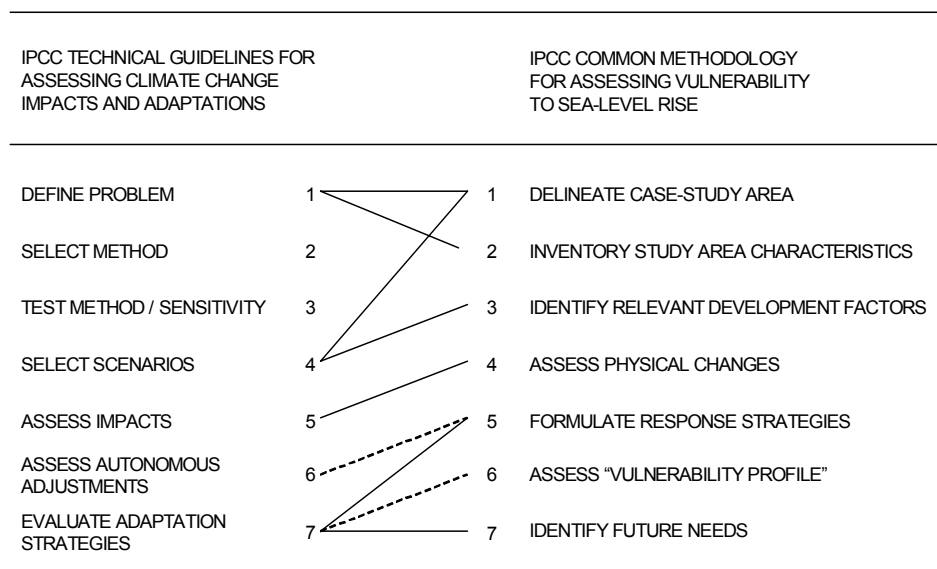 IPCC TECHNICAL GUIDELINES FOR
ASSESSING CLIMATE CHANGE
IMPACTS AND ADAPTATIONS
IPCC COMMON METHODOLOGY
FOR ASSESSING VULNERABILITY
TO SEA-LEVEL RISE
DEFINE PROBLEM 1 1 DELINEATE CASE-STUDY AREA
SELECT METHOD 2 2 INVENTORY STUDY AREA CHARACTERISTICS
TEST METHOD / SENSITIVITY 3 3 IDENTIFY RELEVANT DEVELOPMENT FACTORS
SELECT SCENARIOS 4 4 ASSESS PHYSICAL CHANGES
ASSESS IMPACTS 5 5 FORMULATE RESPONSE STRATEGIES
ASSESS AUTONOMOUS
ADJUSTMENTS 6 6 ASSESS “VULNERABILITY PROFILE”
EVALUATE ADAPTATION
STRATEGIES 7 7 IDENTIFY FUTURE NEEDS